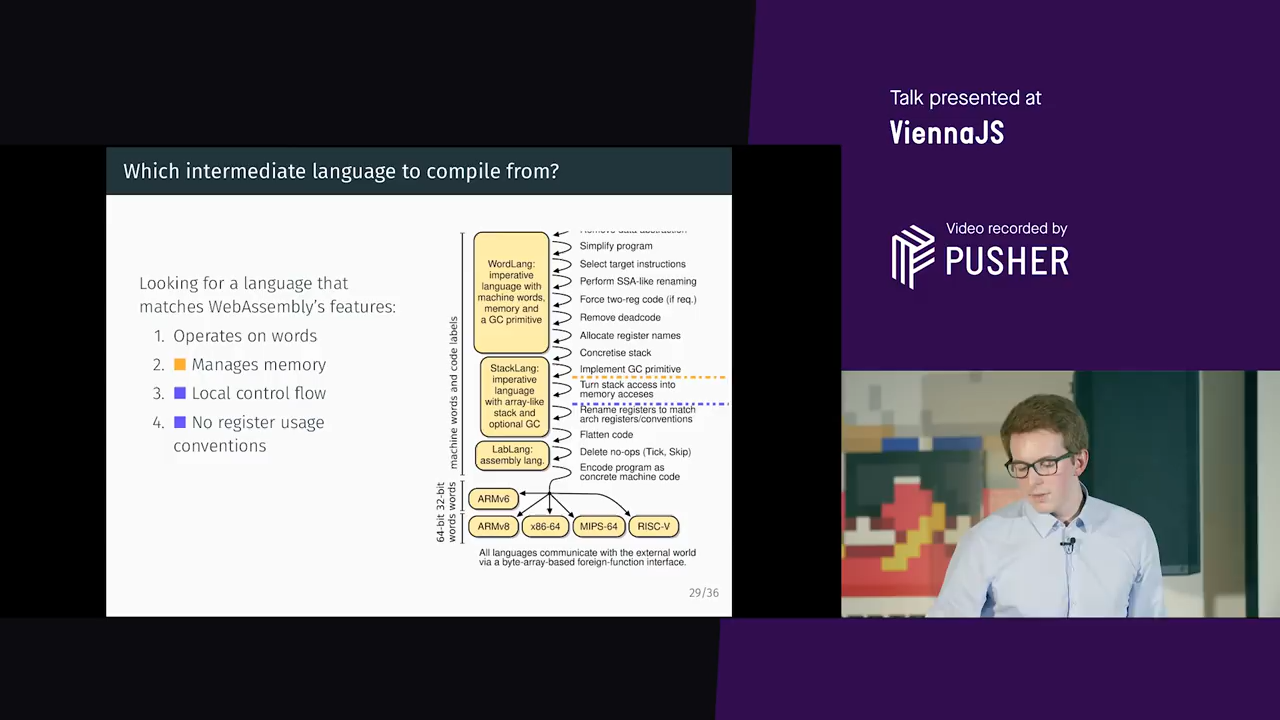 Talk presented at
ViennaJS
Video recorded by
PUSHER
Which intermediate language to compile from?
Looking for a language that
matches WebAssembly's features:
1. Operates on words
2. Manages memory
3. Local control flow
4. No register usage
conventions
machine words and code labels
WordLang:
imperative
language with
machine words,
memory and
a GC primitive
StackLang:
imperative
language
with array-like
stack and
optional GC
LabLang:
assembly lang.
Simplify program
Select target instructions
Perform SSA-like renaming
Force two-reg code (if req.)
Remove deadcode
Allocate register names
Concretise stack
Implement GC primitive
Turn stack access into
memory acceses
Rename registers to match
arch registers/conventions
Flatten code
Delete no-ops (Tick, Skip)
Encode program as
concrete machine code
32-bit
words
64-bit
words
ARMv6
ARMv8
x86-64
MIPS-64
RISC-V
All languages communicate with the external world
via a byte-array-based foreign-function interface.
29/36